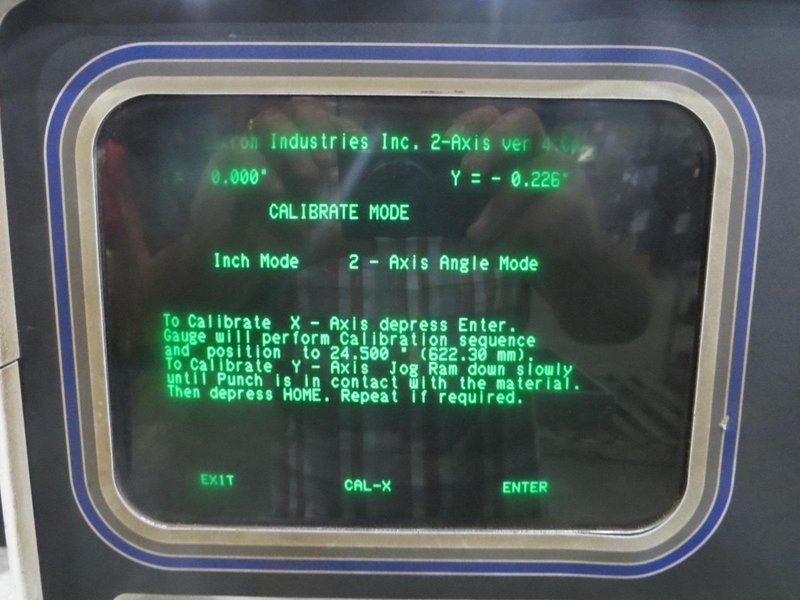 Industries Inc. 2-Axis ver
0.000" Y = - 0.226"
CALIBRATE MODE
Inch Mode 2 - Axis Angle Mode
To Calibrate X - Axis depress Enter.
Gauge will perform Calibration sequence
and position to 24.500 " (622.30 mm).
To Calibrate Y - Axis Jog Ram down slowly
until Punch is in contact with the material.
Then depress HOME. Repeat if required.
EXIT CAL-X ENTER